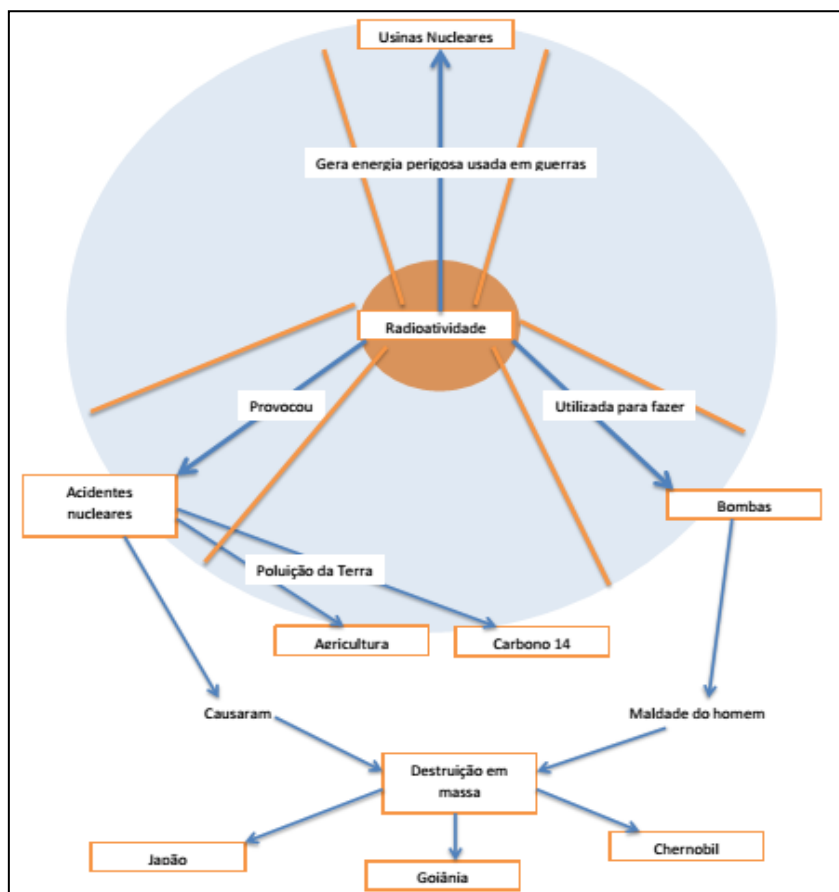 Usinas Nucleares
Gera energia perigosa usada em guerras
Radioatividade
Provocou
Utilizada para fazer
Acidentes
nucleares
Bombas
Poluição da Terra
Agricultura
Carbono 14
Causaram
Maldade do homem
Destruição em
massa
Japão
Goiânia
Chernobil